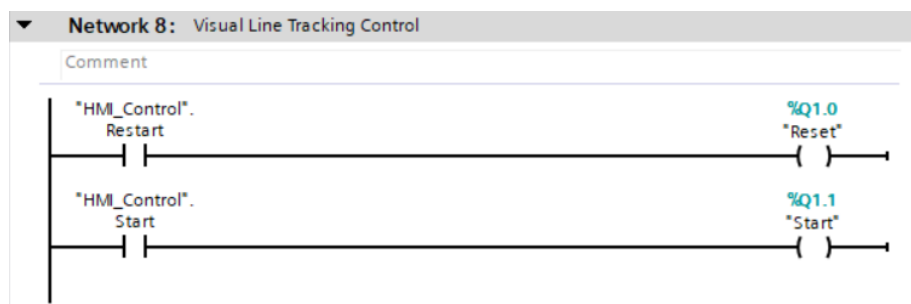 Network 8: Visual Line Tracking Control
Comment
"HMI_Control".
Restart
%Q1.0
"Reset"
"HMI_Control".
Start
%Q1.1
"Start"